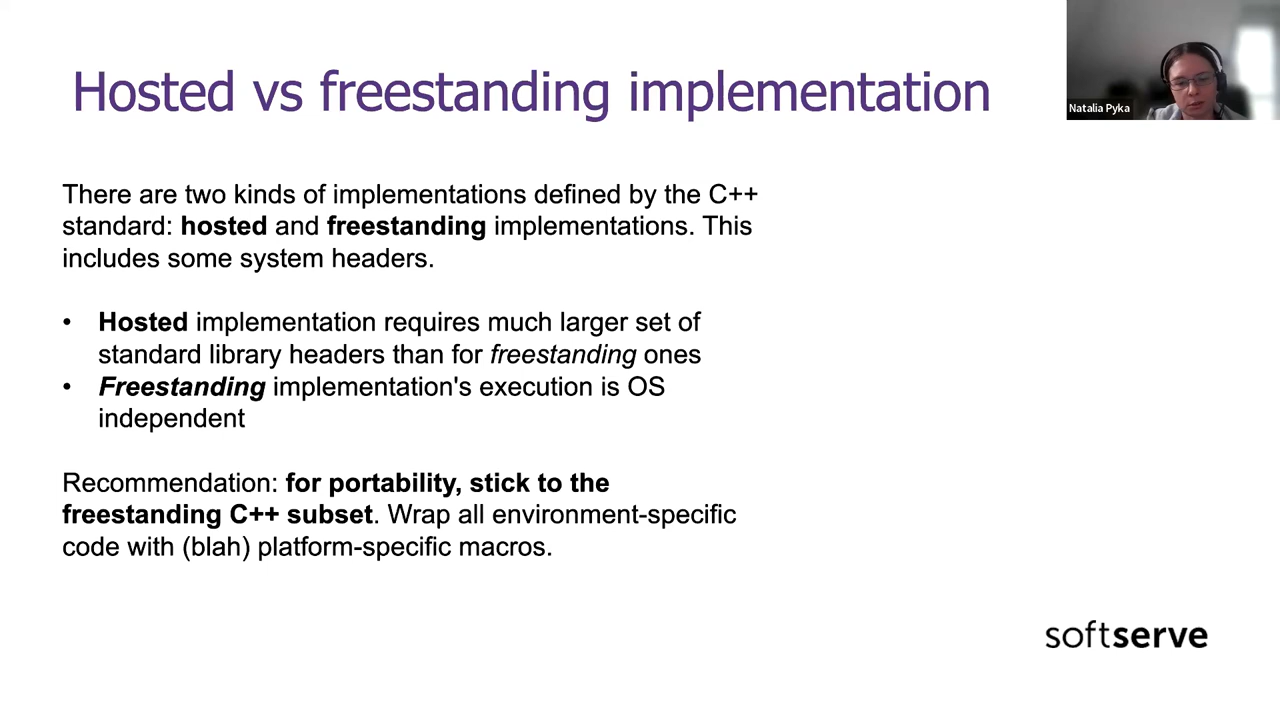 Hosted vs freestanding implementation
Natalia Pyka
There are two kinds of implementations defined by the C++
standard: hosted and freestanding implementations. This
includes some system headers.
• Hosted implementation requires much larger set of
standard library headers than for freestanding ones
• Freestanding implementation's execution is OS
independent
Recommendation: for portability, stick to the
freestanding C++ subset. Wrap all environment-specific
code with (blah) platform-specific macros.
softserve